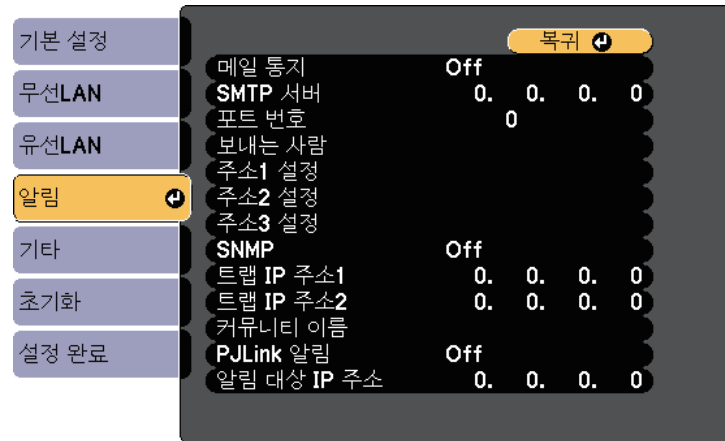 기본 설정
무선LAN
유선LAN
알림
기타
초기화
설정 완료
복귀
메일 통지 Off
SMTP 서버 0. 0. 0. 0
포트 번호 0
보내는 사람
주소1 설정
주소2 설정
주소3 설정
SNMP Off
트랩 IP 주소1 0. 0. 0. 0
트랩 IP 주소2 0. 0. 0. 0
커뮤니티 이름
PJLink 알림 Off
알림 대상 IP 주소 0. 0. 0. 0